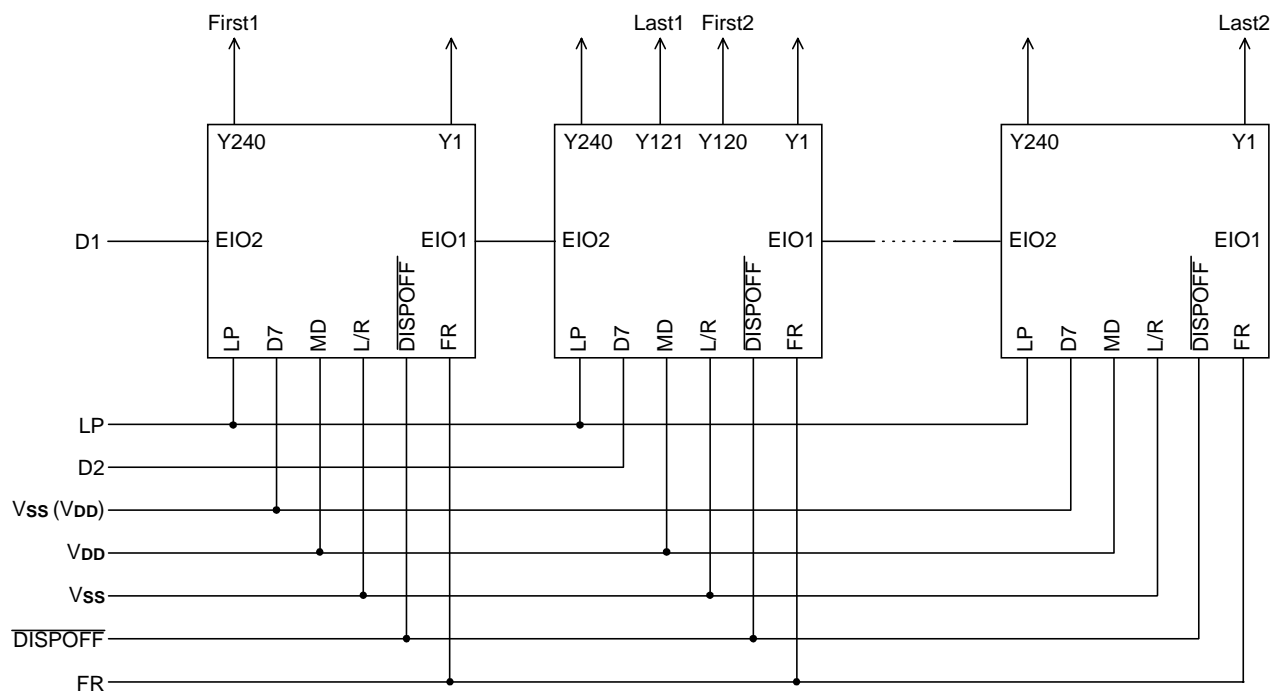 First1 Last1 First2 Last2
Y240 Y1 Y240 Y121 Y120 Y1 Y240 Y1
D1 EIO2 EIO1 EIO2 EIO1 EIO2 EIO1
LP D7 MD L/R DISPOFF FR LP D7 MD L/R DISPOFF FR LP D7 MD L/R DISPOFF FR
LP
D2
VSS (VDD)
VDD
VSS
DISPOFF
FR